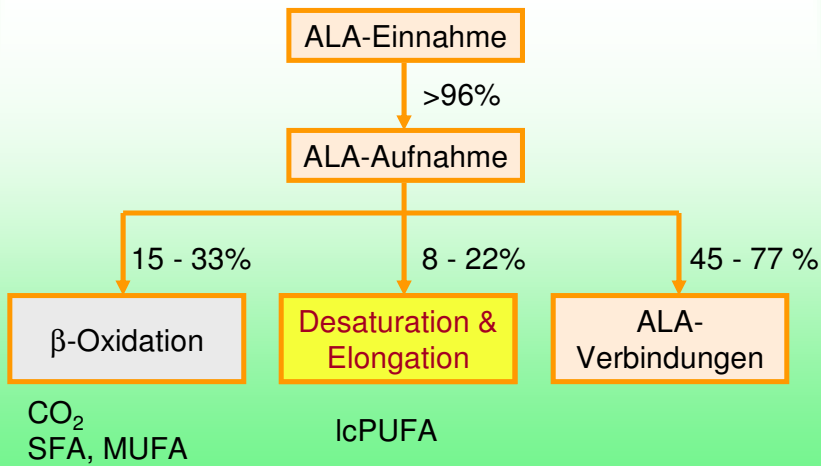 ALA-Einnahme
>96%
ALA-Aufnahme
15 - 33%
8 - 22%
45 - 77 %
β-Oxidation
Desaturation &
Elongation
ALA-
Verbindungen
CO₂
SFA, MUFA
lcPUFA